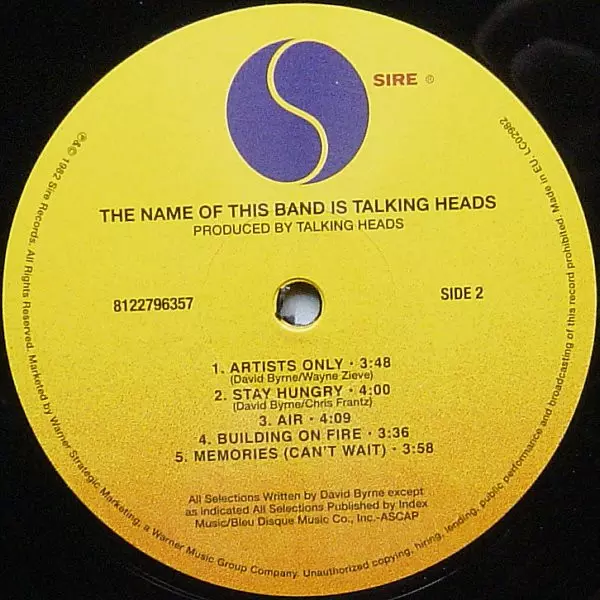 SIRE ®
THE NAME OF THIS BAND IS TALKING HEADS
PRODUCED BY TALKING HEADS
8122796357
SIDE 2
1. ARTISTS ONLY · 3:48
(David Byrne/Wayne Zieve)
2. STAY HUNGRY · 4:00
(David Byrne/Chris Frantz)
3. AIR · 4:09
4. BUILDING ON FIRE · 3:36
5. MEMORIES (CAN'T WAIT) · 3:58
All Selections Written by David Byrne except
as indicated All Selections Published by Index
Music/Bleu Disque Music Co., Inc.-ASCAP
℗&© 1982 Sire Records. All Rights Reserved. Marketed by Warner Strategic Marketing, a Warner Music Group Company. Unauthorized copying, hiring, lending, public performance and broadcasting of this record prohibited. Made in EU. LC02982